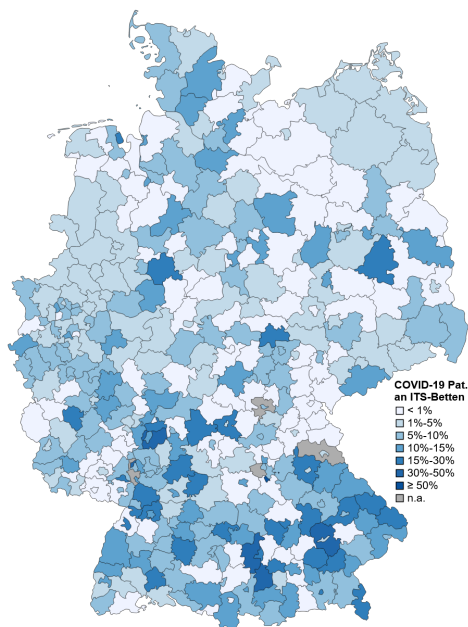 COVID-19 Pat.
an ITS-Betten
< 1%
1%-5%
5%-10%
10%-15%
15%-30%
30%-50%
≥ 50%
n.a.